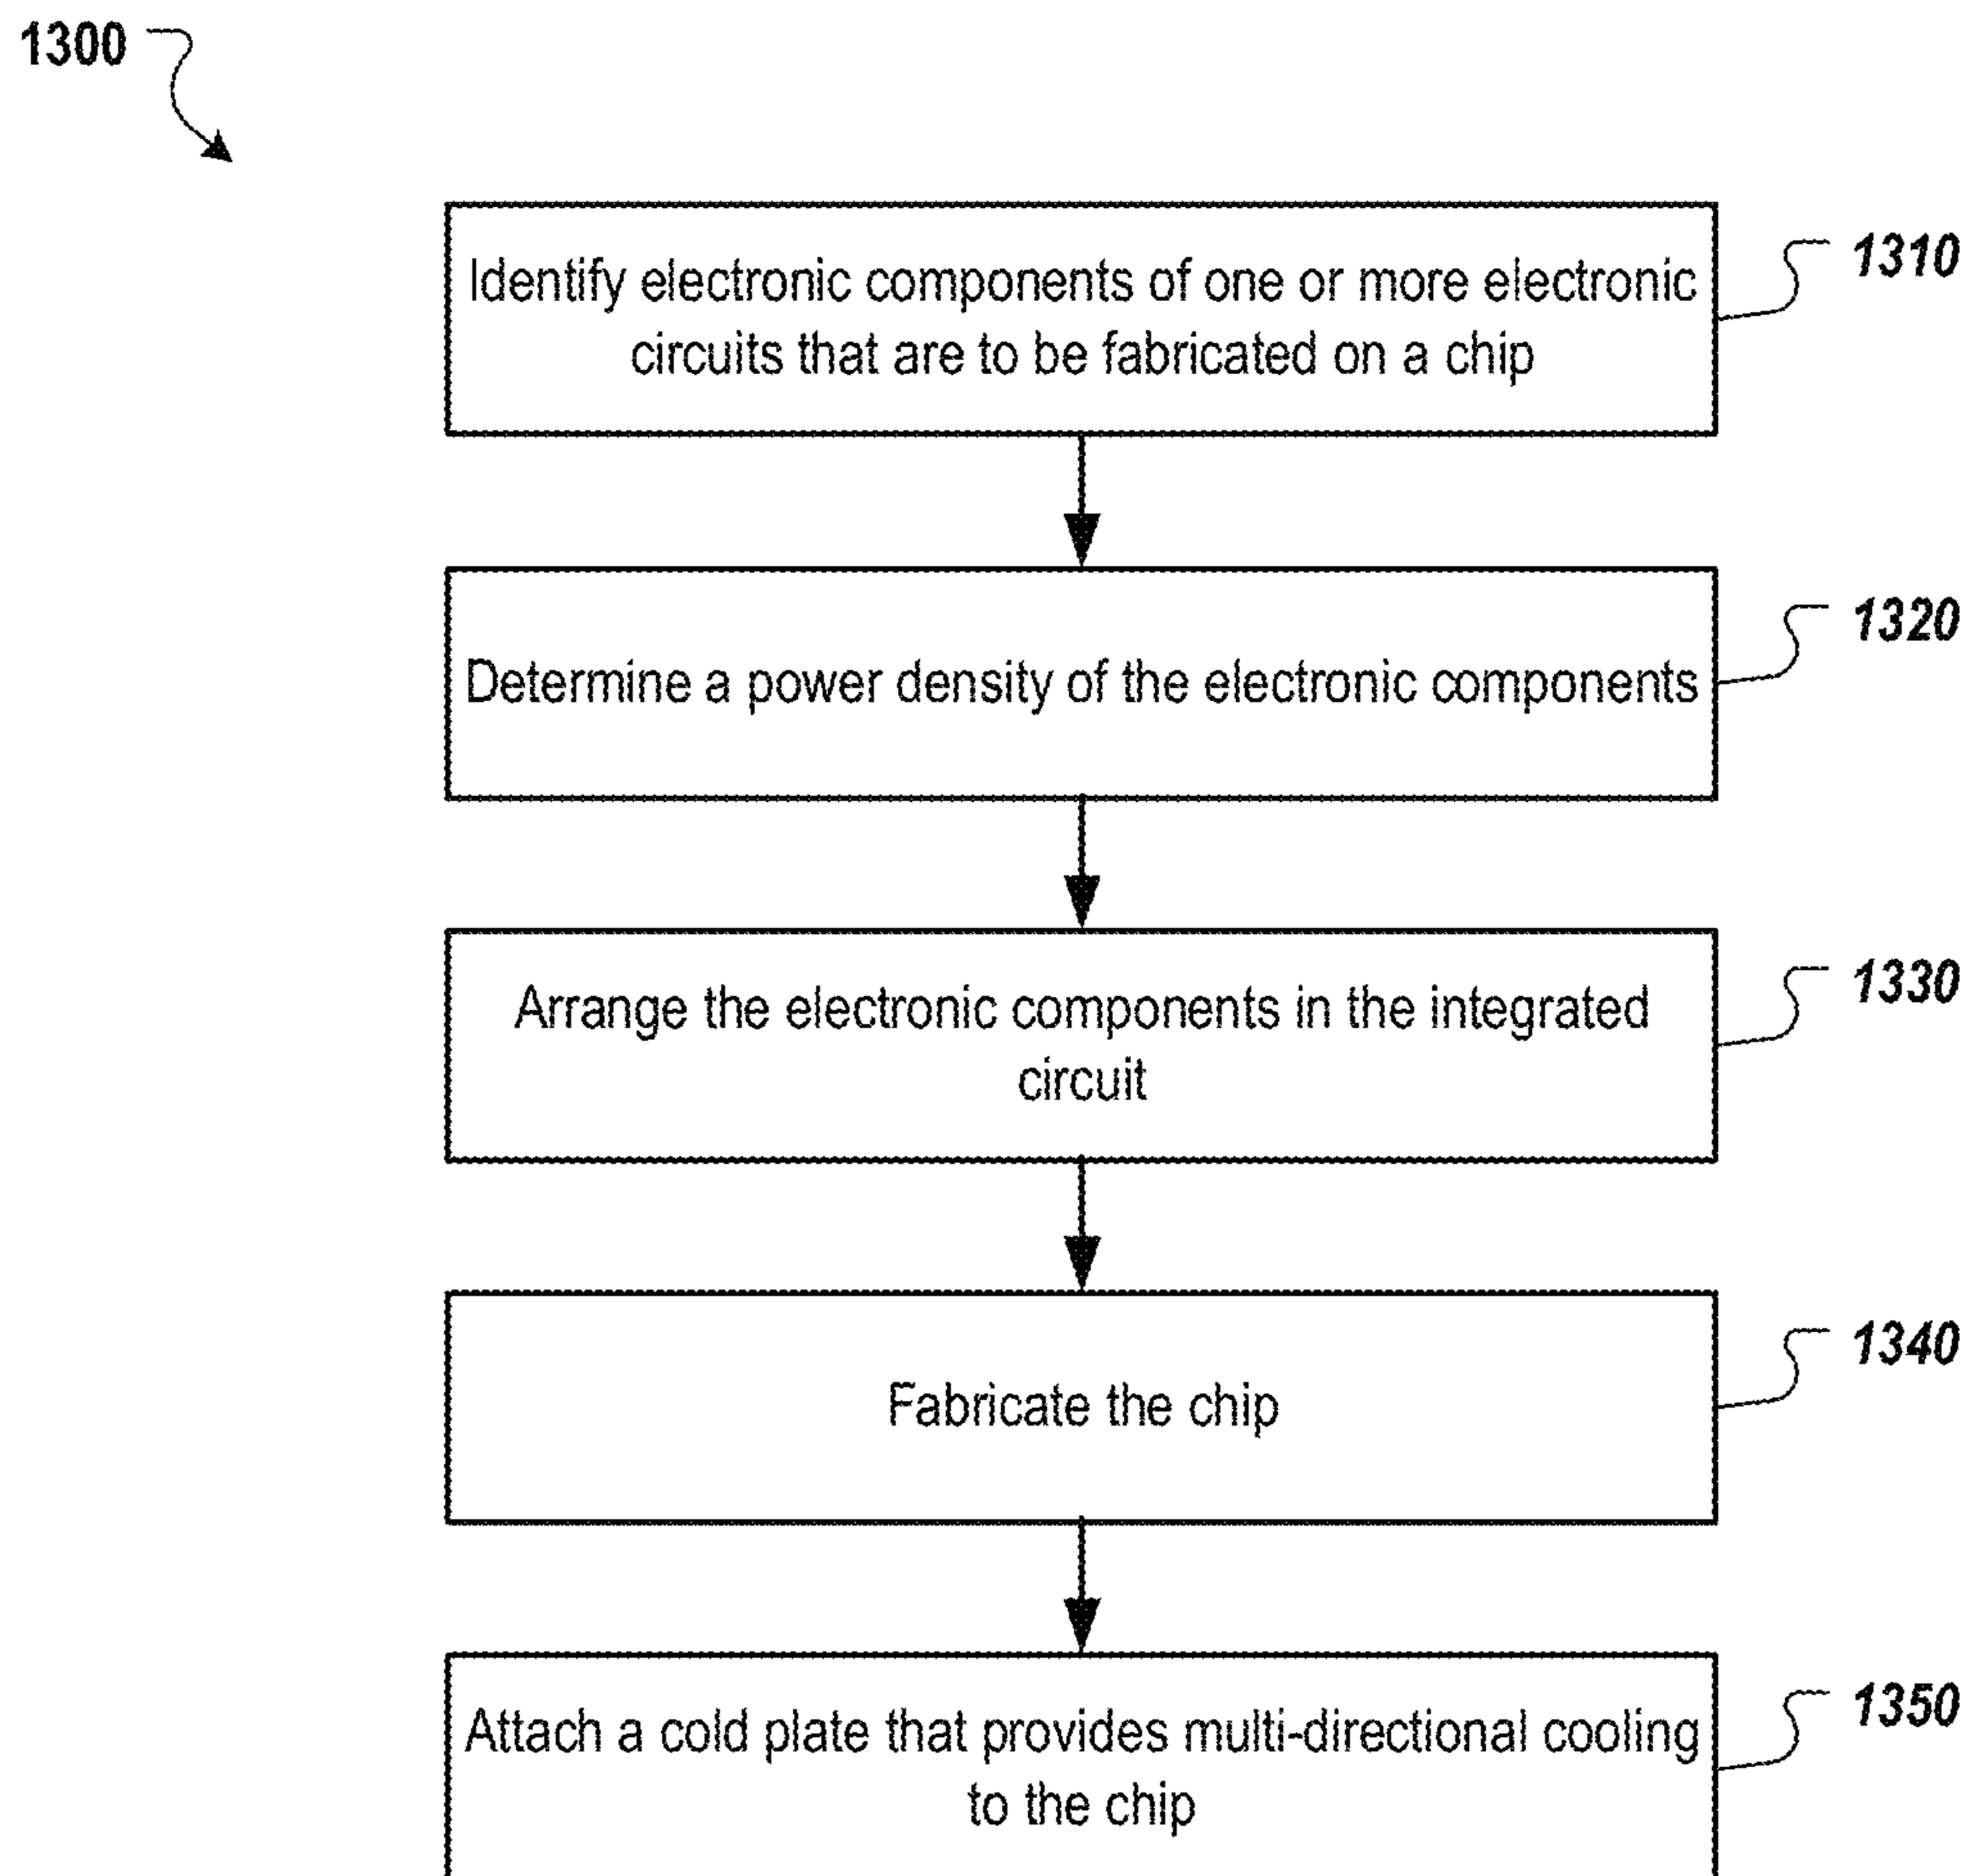 1300
Identify electronic components of one or more electronic
circuits that are to be fabricated on a chip
1310
Determine a power density of the electronic components
1320
Arrange the electronic components in the integrated
circuit
1330
Fabricate the chip
1340
Attach a cold plate that provides multi-directional cooling
to the chip
1350